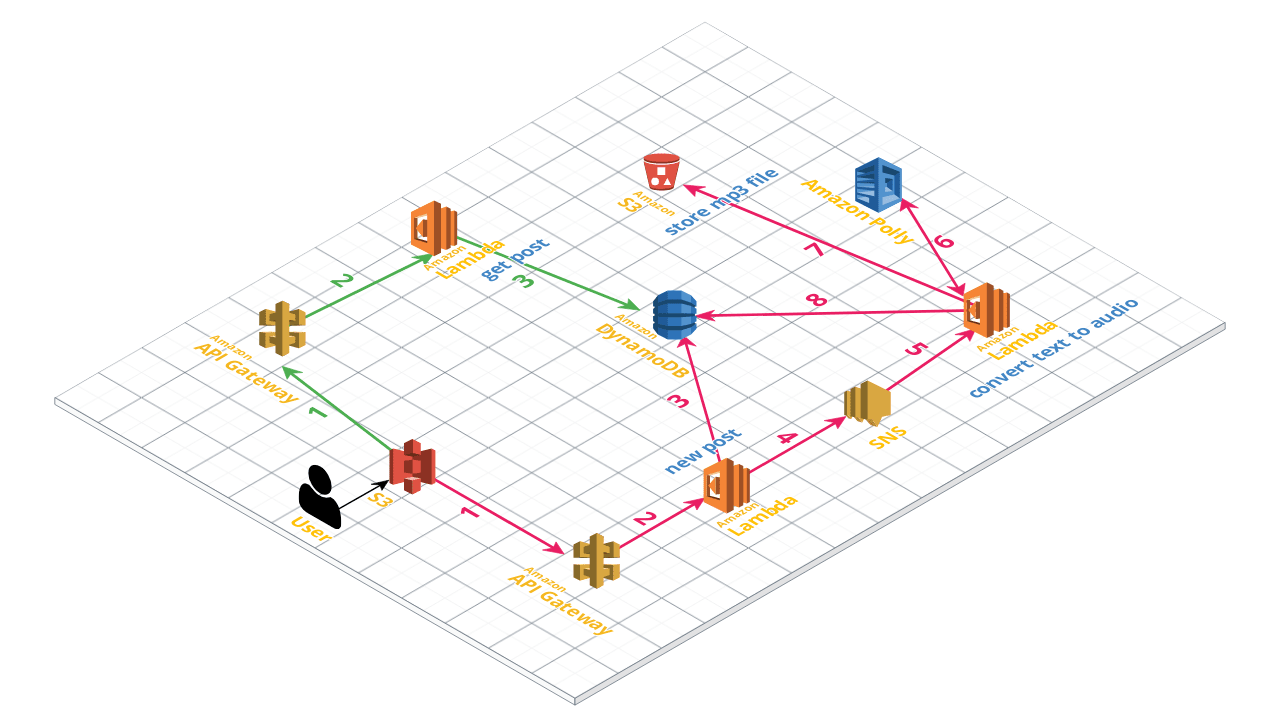 Amazon
S3
store mp3 file
Amazon Polly
7
6
Amazon
Lambda
get post
2
3
8
Amazon
DynamoDB
Amazon
Lambda
convert text to audio
5
Amazon
API Gateway
1
3
SNS
4
new post
User
S3
1
2
Amazon
Lambda
Amazon
API Gateway